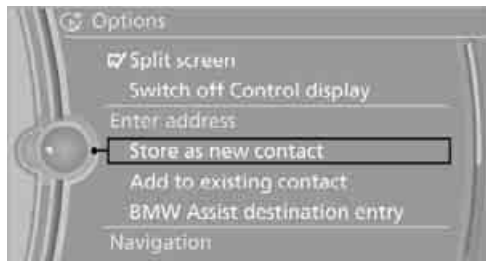 Options
Split screen
Switch off Control display
Enter address
Store as new contact
Add to existing contact
BMW Assist destination entry
Navigation